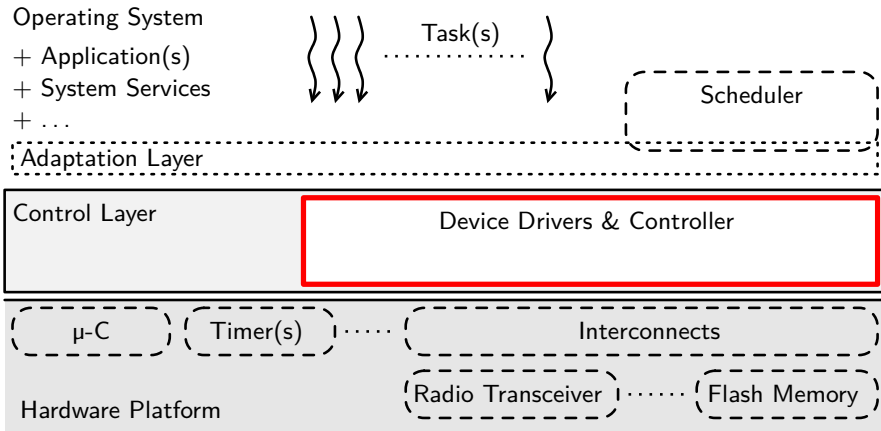 Operating System
+ Application(s)
+ System Services
+ ...
Task(s)
Scheduler
Adaptation Layer
Control Layer
Device Drivers & Controller
µ-C
Timer(s)
Interconnects
Radio Transceiver
Flash Memory
Hardware Platform